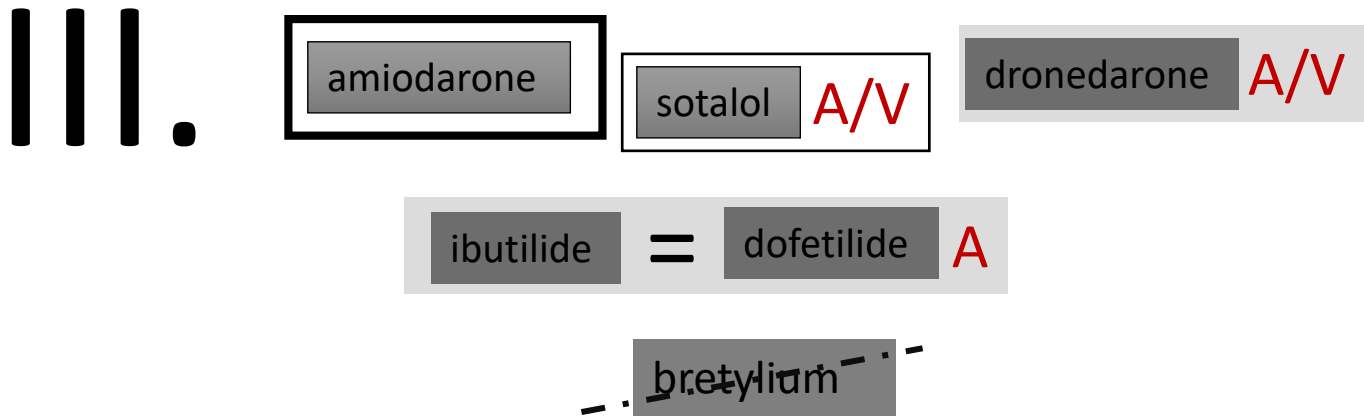 III.
amiodarone
sotalol A/V
dronedarone A/V
ibutilide = dofetilide A
bretylium